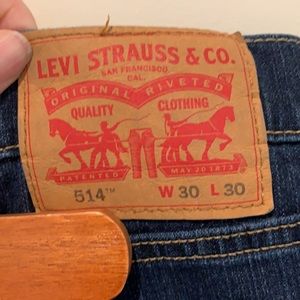 LEVI STRAUSS & CO.
SAN FRANCISCO
CAL.
ORIGINAL RIVETED
QUALITY CLOTHING
PATENTED MAY 20 1873
514™ W 30 L 30